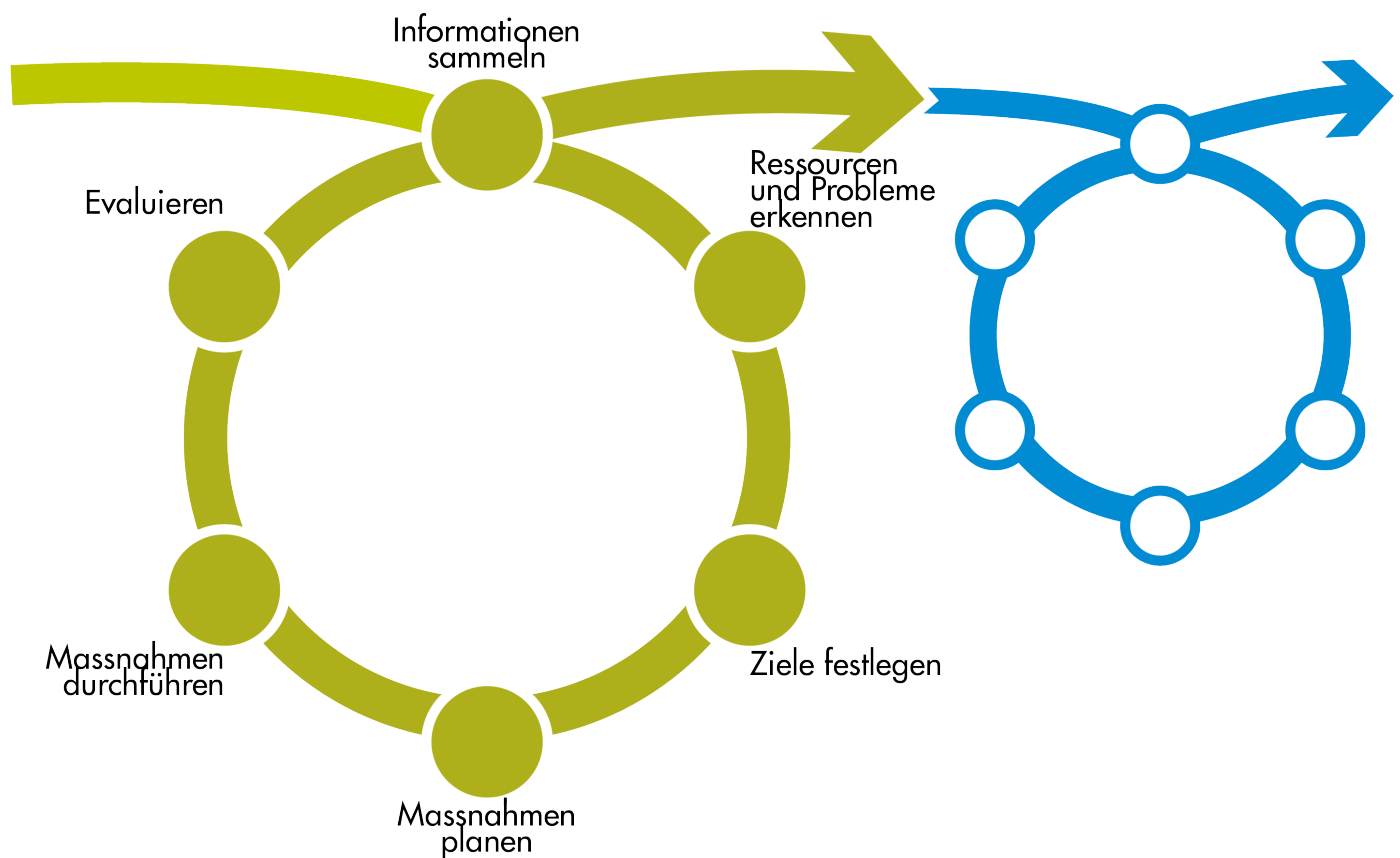 Informationen
sammeln
Ressourcen
und Probleme
erkennen
Evaluieren
Massnahmen
durchführen
Ziele festlegen
Massnahmen
planen